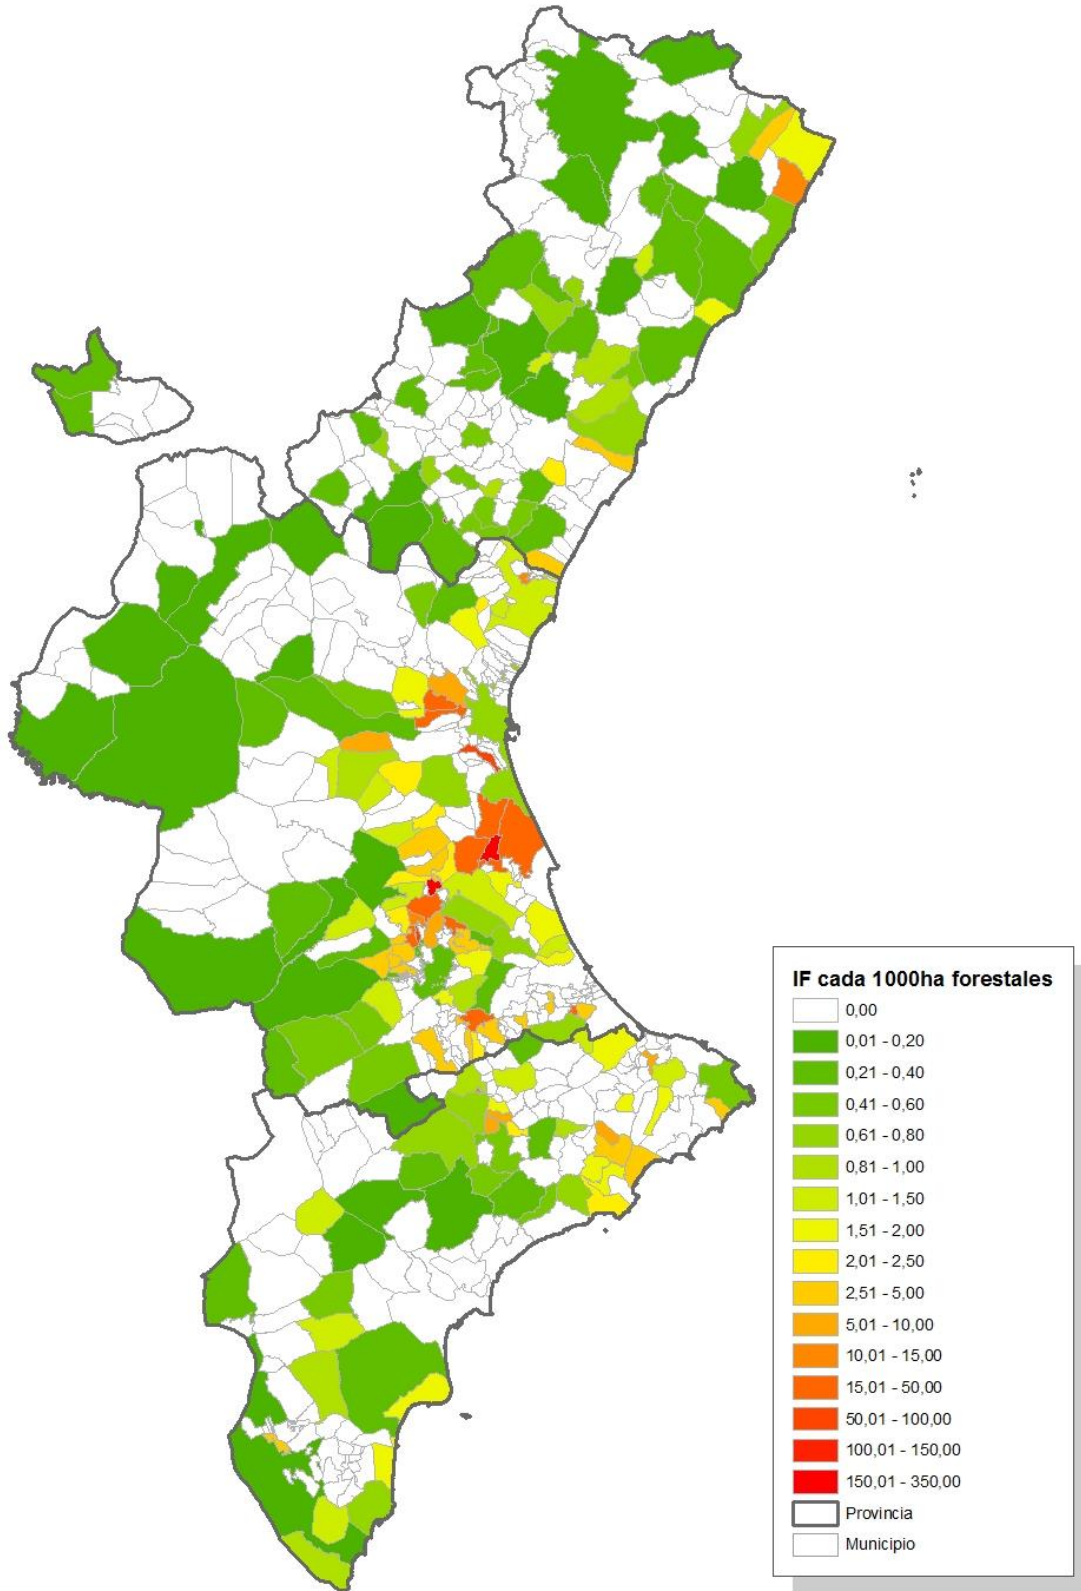 IF cada 1000ha forestales
0,00
0,01 - 0,20
0,21 - 0,40
0,41 - 0,60
0,61 - 0,80
0,81 - 1,00
1,01 - 1,50
1,51 - 2,00
2,01 - 2,50
2,51 - 5,00
5,01 - 10,00
10,01 - 15,00
15,01 - 50,00
50,01 - 100,00
100,01 - 150,00
150,01 - 350,00
Provincia
Municipio